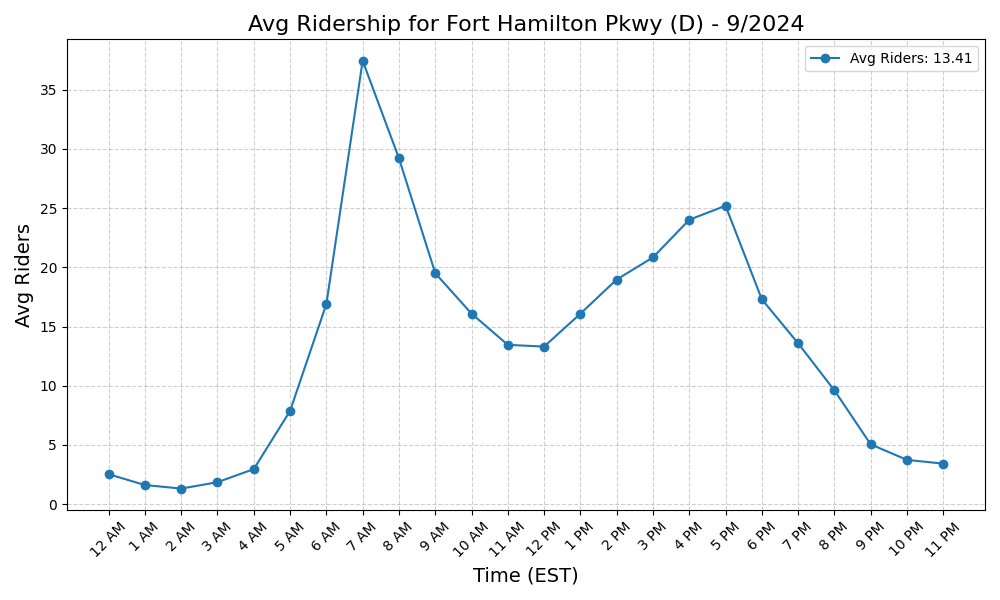 Avg Ridership for Fort Hamilton Pkwy (D) - 9/2024
Avg Riders: 13.41
Avg Riders
35
30
25
20
15
10
5
0
12 AM
1 AM
2 AM
3 AM
4 AM
5 AM
6 AM
7 AM
8 AM
9 AM
10 AM
11 AM
12 PM
1 PM
2 PM
3 PM
4 PM
5 PM
6 PM
7 PM
8 PM
9 PM
10 PM
11 PM
Time (EST)